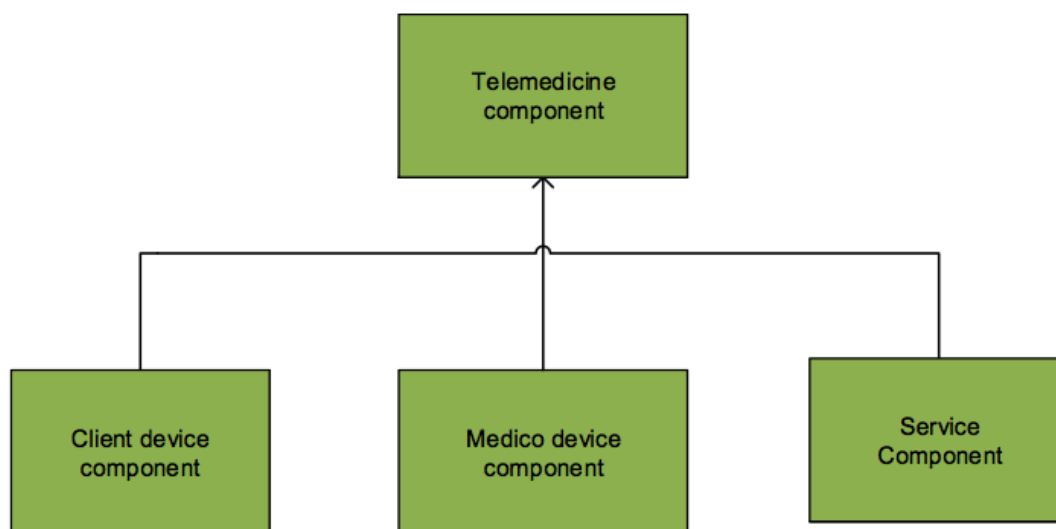 Telemedicine
component
Client device
component
Medico device
component
Service
Component